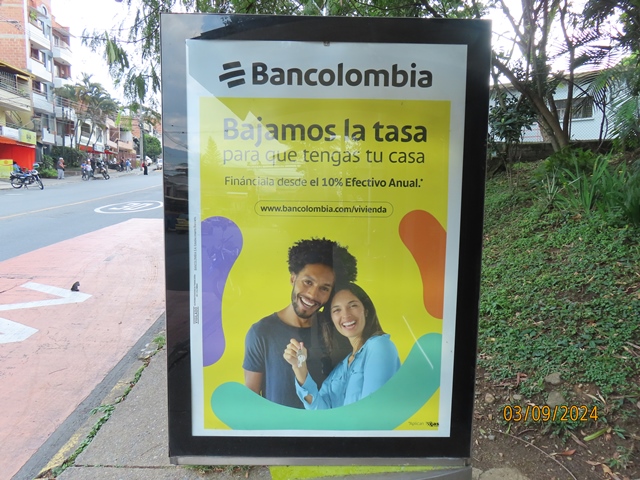 Bancolombia
Bajamos la tasa
para que tengas tu casa
Fináncíala desde el 10% Efectivo Anual.*
www.bancolombia.com/vivienda
03/09/2024